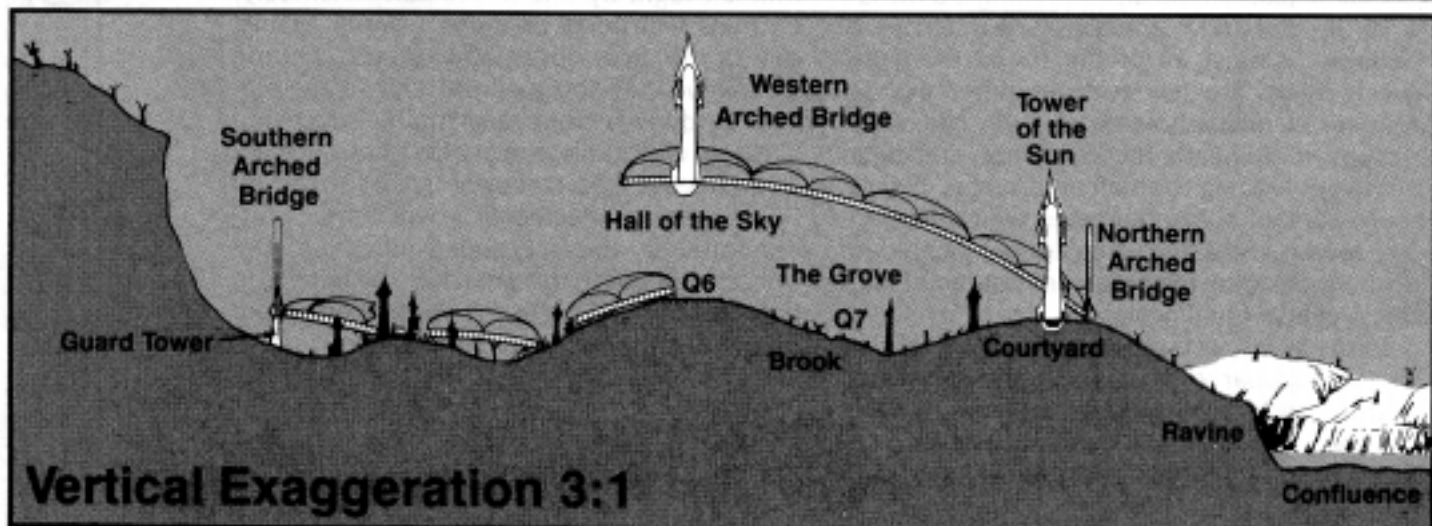 Southern
Arched
Bridge
Western
Arched Bridge
Tower
of the
Sun
Hall of the Sky
Northern
Arched
Bridge
Q6
The Grove
Q7
Guard Tower
Brook
Courtyard
Ravine
Vertical Exaggeration 3:1
Confluence